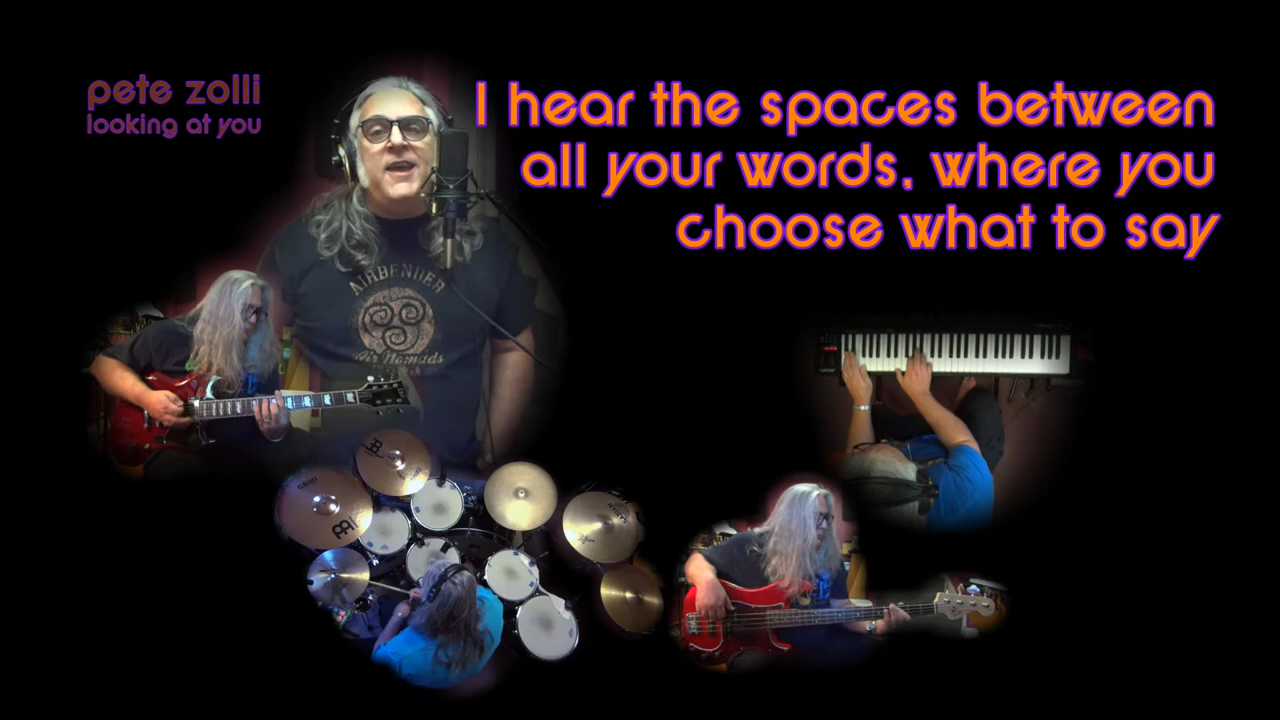 pete zolli
looking at you
I hear the spaces between
all your words, where you
choose what to say
AIRBENDER
Air Nomads